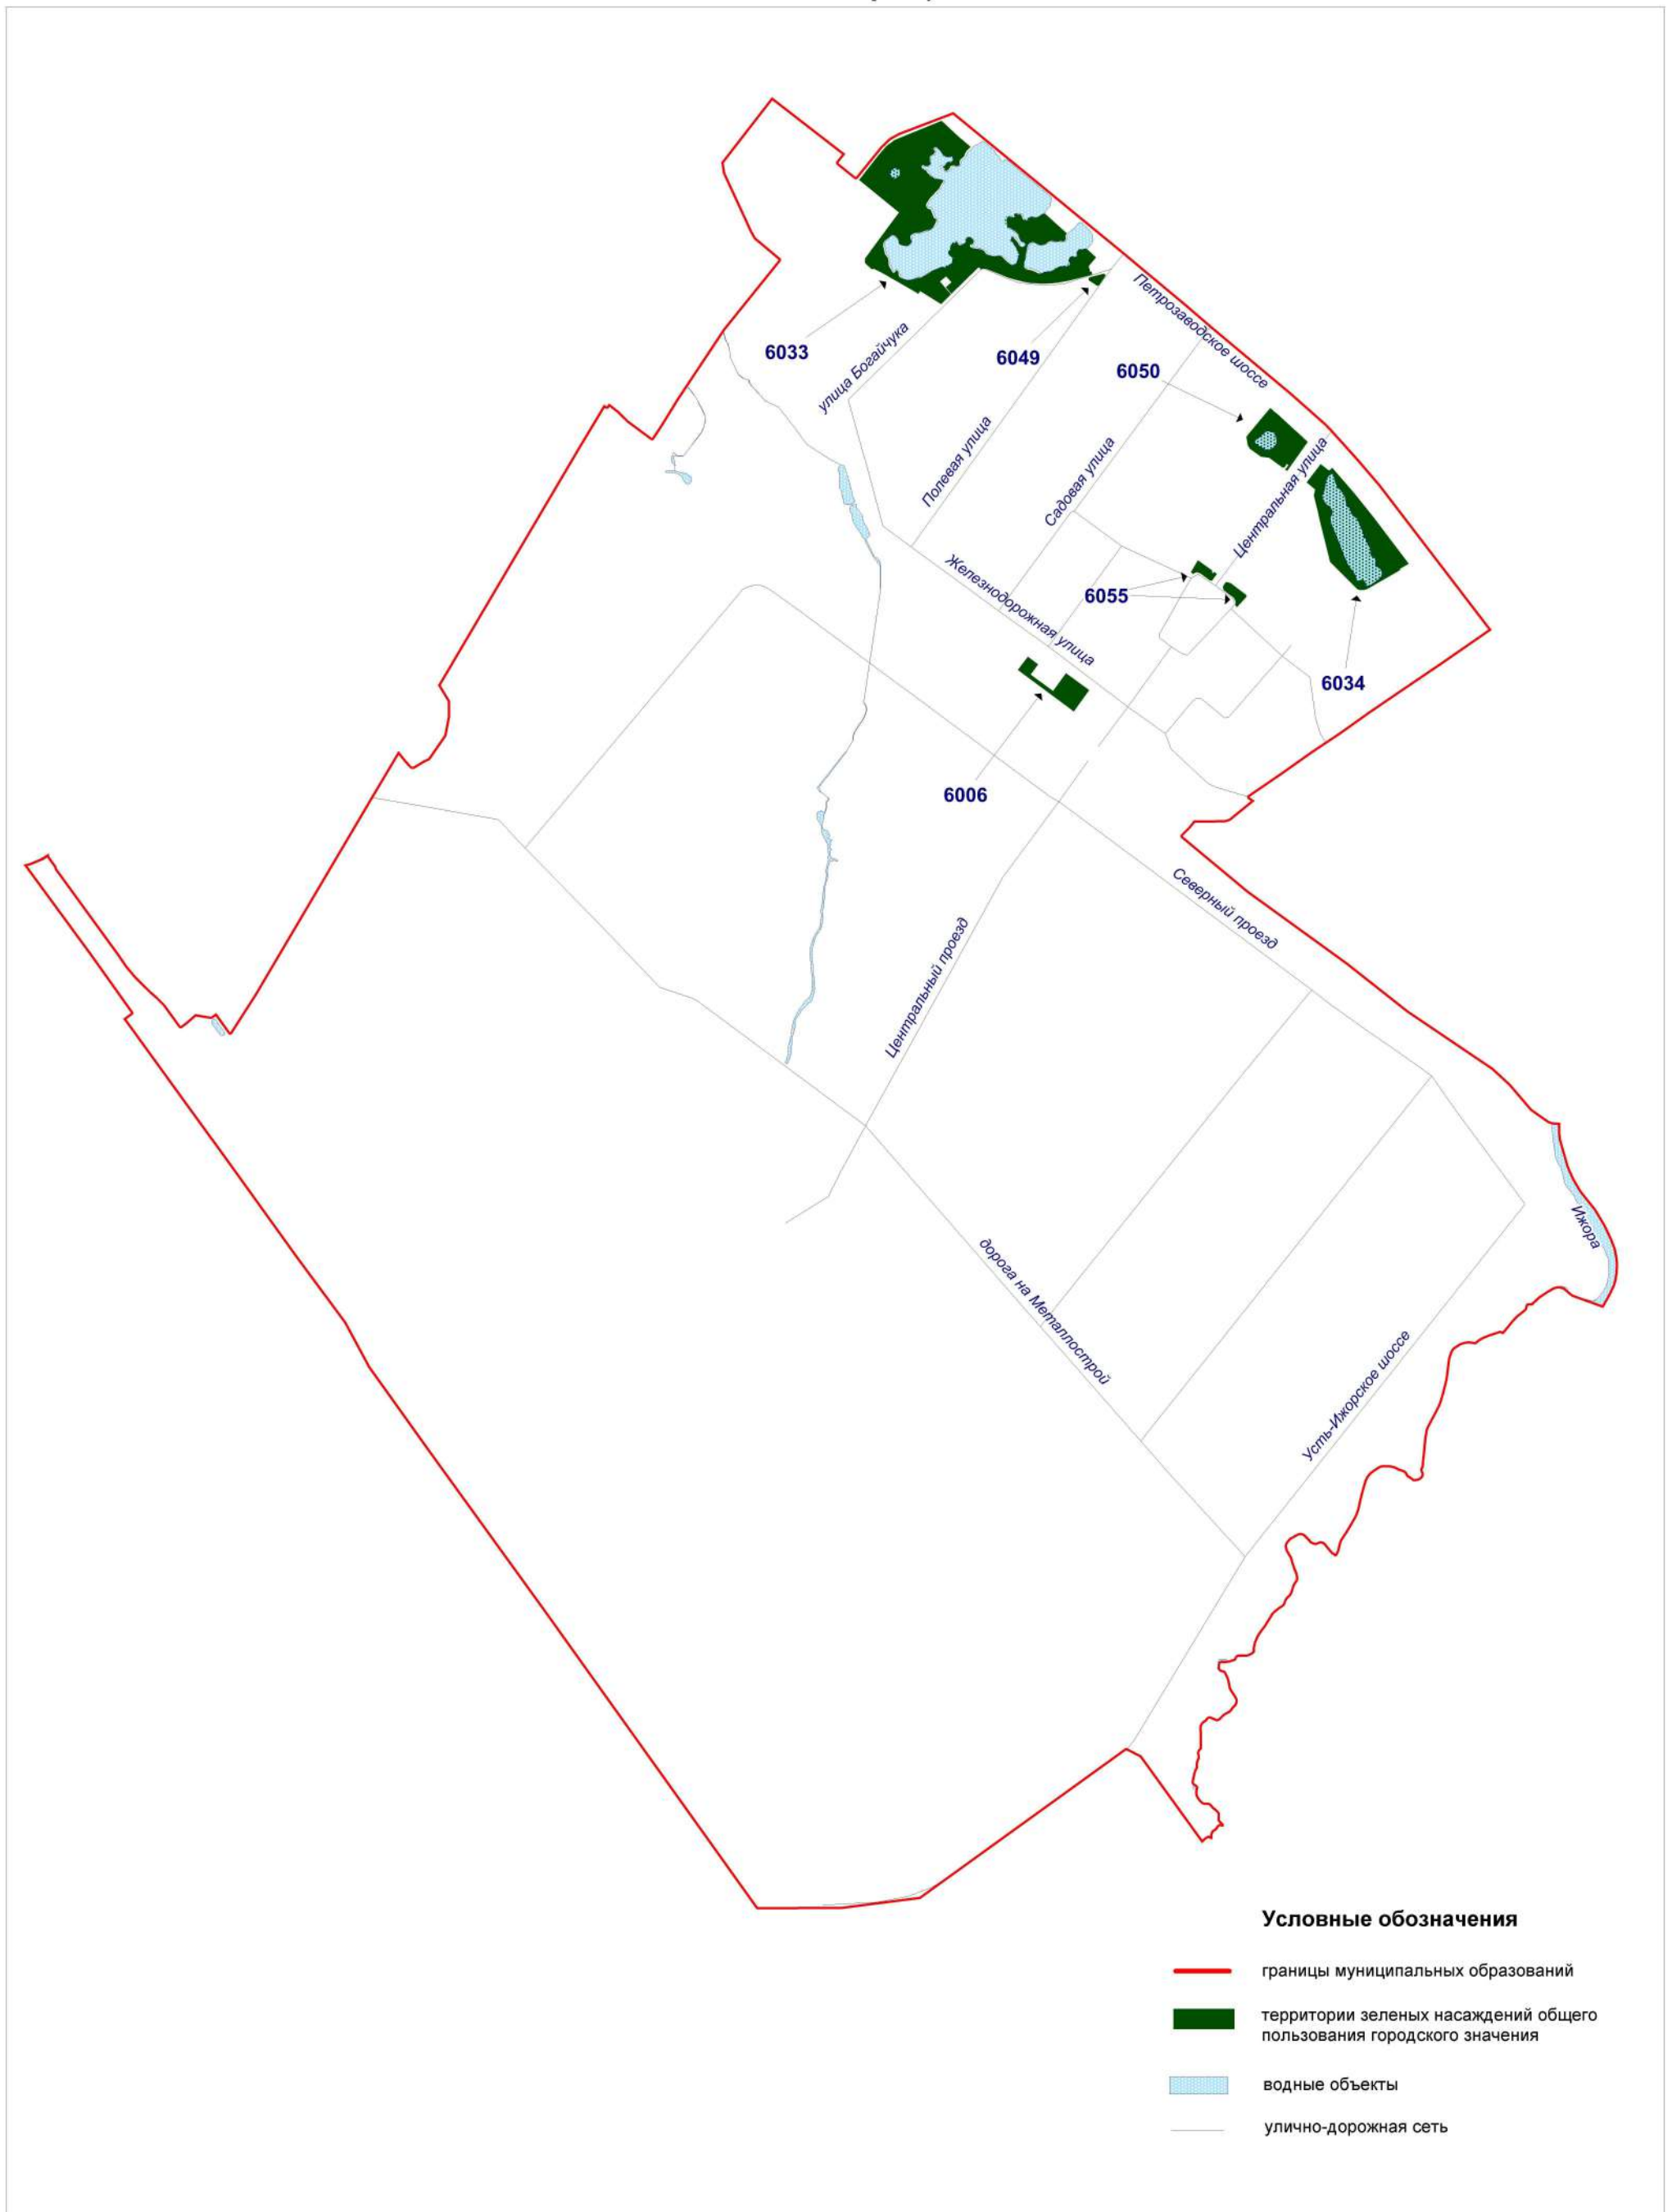 Петрозаводское шоссе
6033
улица Богайчука
6049
6050
Полевая улица
Садовая улица
Центральная улица
Железнодорожная улица
6055
6034
6006
Северный проезд
Центральный проезд
Ижора
дорога на Металлострой
Усть-Ижорское шоссе
Условные обозначения
границы муниципальных образований
территории зеленых насаждений общего
пользования городского значения
водные объекты
улично-дорожная сеть